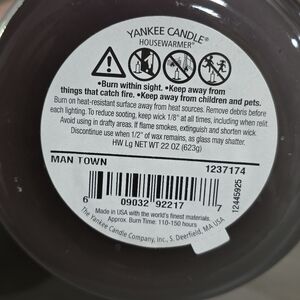 YANKEE CANDLE®
HOUSEWARMER®
•Burn within sight. •Keep away from
things that catch fire. •Keep away from children and pets.
Burn on heat-resistant surface away from heat sources. Remove debris before
lighting. To reduce sooting, keep wick 1/8" at all times, including when relit
Avoid using in drafty areas. If flame smokes, extinguish and shorten wick.
Discontinue use when 1/2" of wax remains, as glass may shatter.
HW Lg NET WT 22 OZ (623g)
MAN TOWN 1237174
6 09032 92217 7
12445925
Made in USA with the world's finest materials.
Approx. Burn Time: 110-150 hours
The Yankee Candle Company, Inc., S. Deerfield, MA USA